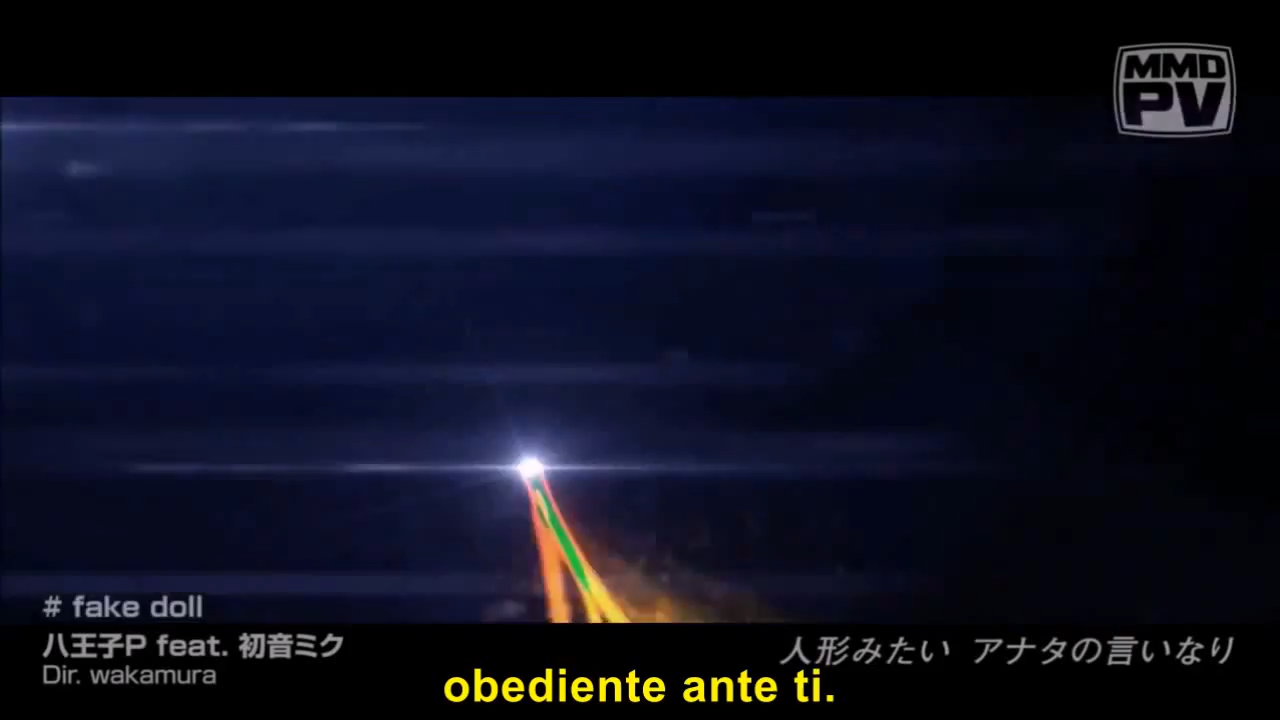 MMD
PV
# fake doll
八王子P feat. 初音ミク
Dir. wakamura
人形みたい アナタの言いなり
obediente ante ti.